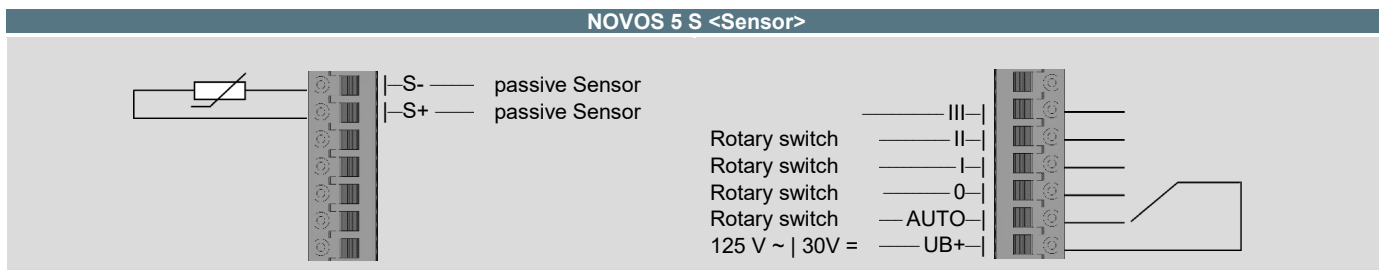 NOVOS 5 S <Sensor>
S- passive Sensor
S+ passive Sensor
III
Rotary switch II
Rotary switch I
Rotary switch 0
Rotary switch AUTO
125 V ~ | 30V = UB+